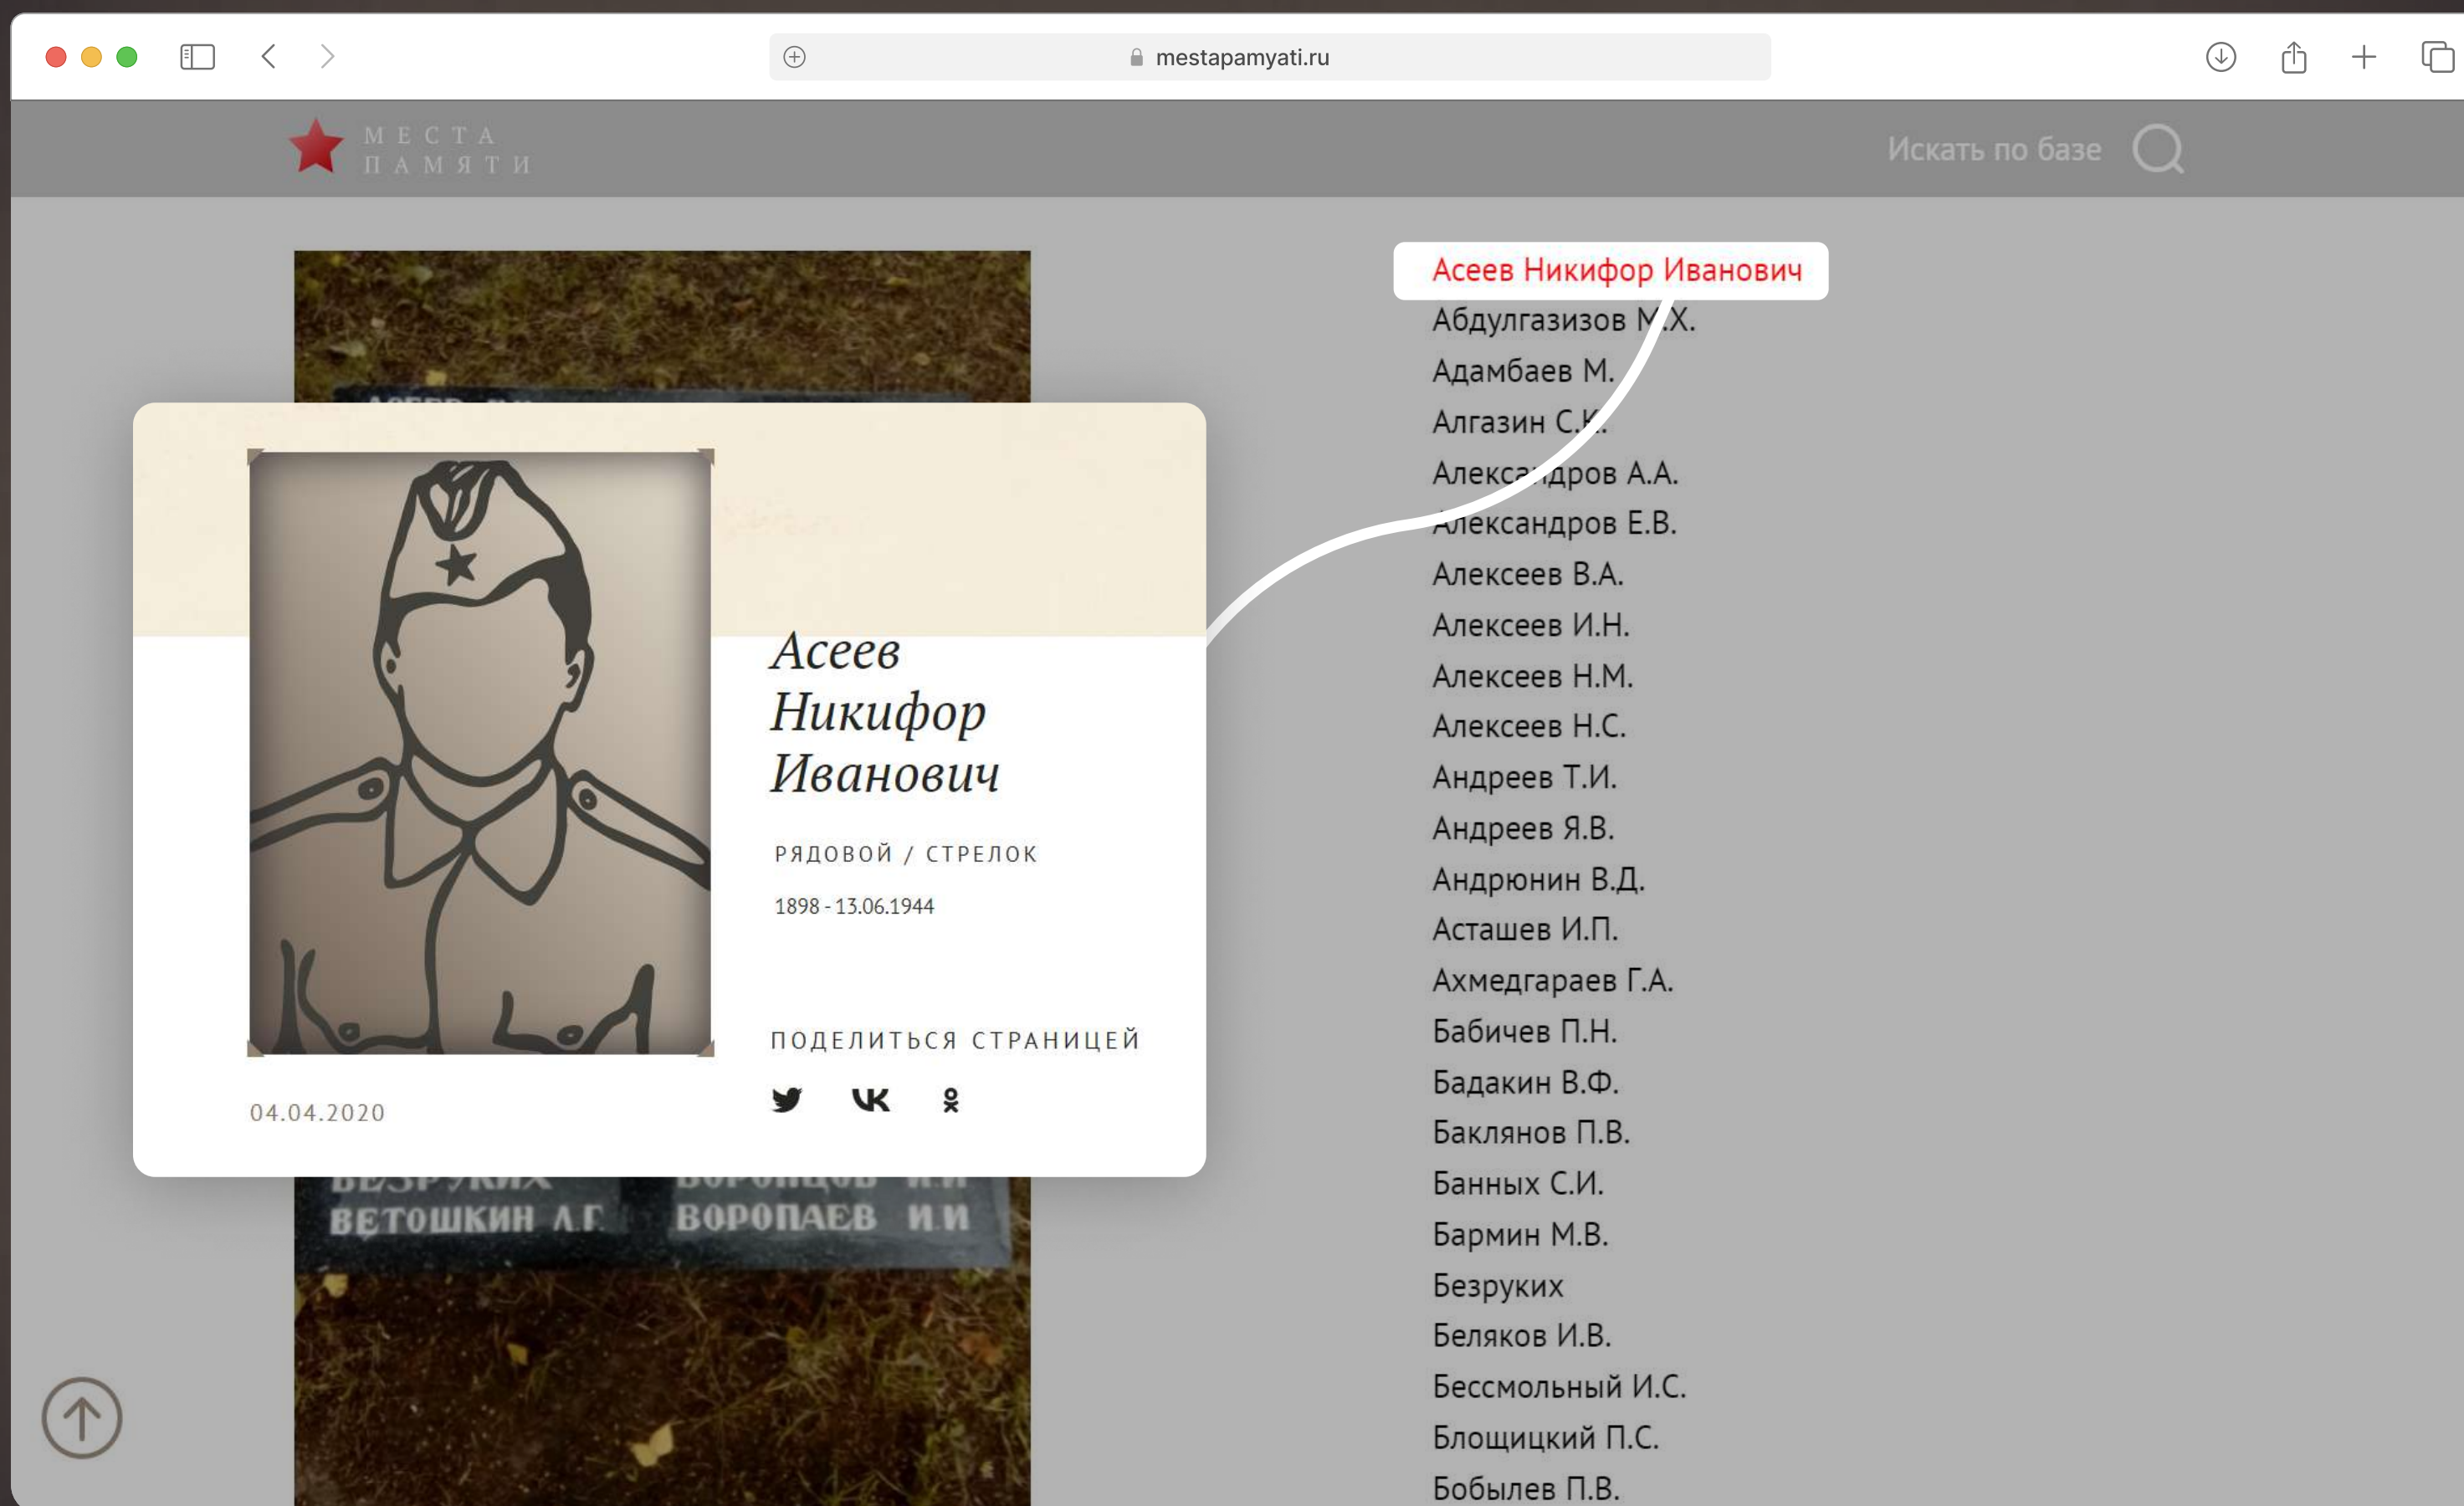 mestapamyati.ru
МЕСТА
ПАМЯТИ
Искать по базе
Асеев Никифор Иванович
Абдулгазизов М.Х.
Адамбаев М.
Алгазин С.К.
Александров А.А.
Александров Е.В.
Алексеев В.А.
Алексеев И.Н.
Алексеев Н.М.
Алексеев Н.С.
Андреев Т.И.
Андреев Я.В.
Андрюнин В.Д.
Асташев И.П.
Ахмедгараев Г.А.
Бабичев П.Н.
Бадакин В.Ф.
Баклянов П.В.
Банных С.И.
Бармин М.В.
Безруких
Беляков И.В.
Бессмольный И.С.
Блощицкий П.С.
Бобылев П.В.
Асеев
Никифор
Иванович
РЯДОВОЙ / СТРЕЛОК
1898 - 13.06.1944
ПОДЕЛИТЬСЯ СТРАНИЦЕЙ
04.04.2020
БЕЗРУКИХ ВОРОНЦОВ
ВЕТОШКИН Л.Г. ВОРОПАЕВ И.И